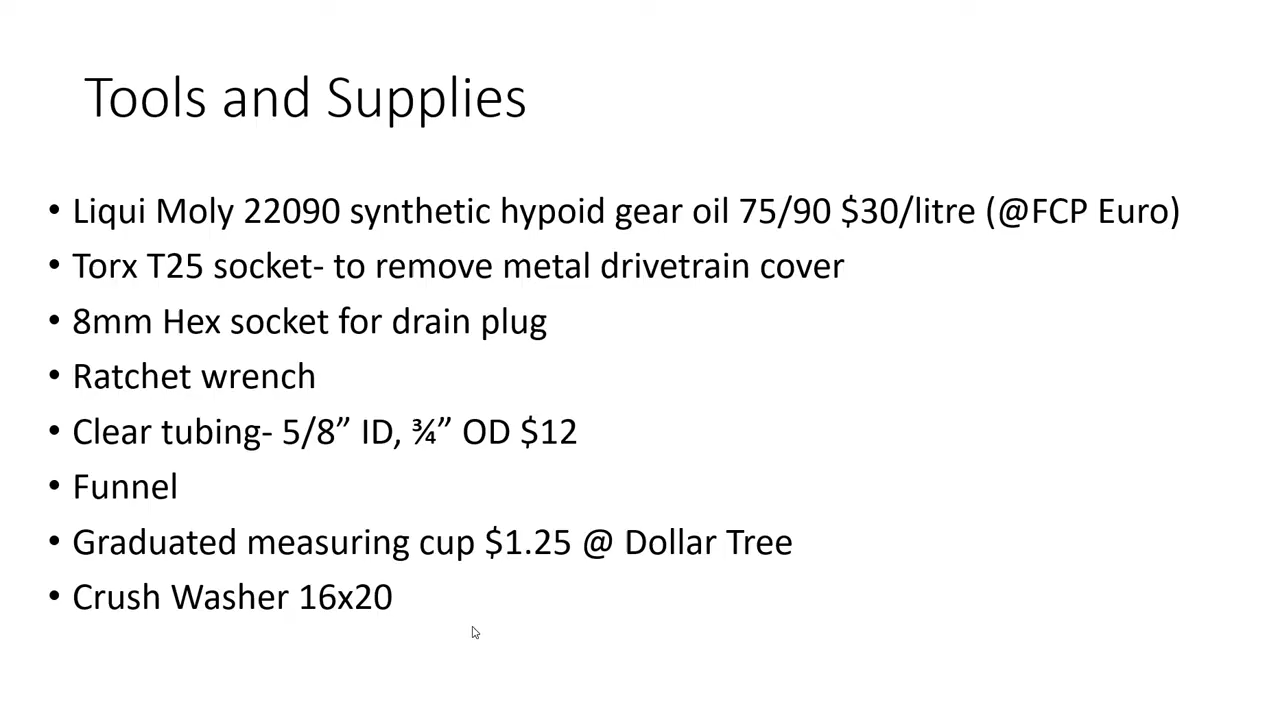 Tools and Supplies
• Liqui Moly 22090 synthetic hypoid gear oil 75/90 $30/litre (@FCP Euro)
• Torx T25 socket- to remove metal drivetrain cover
• 8mm Hex socket for drain plug
• Ratchet wrench
• Clear tubing- 5/8” ID, ¾” OD $12
• Funnel
• Graduated measuring cup $1.25 @ Dollar Tree
• Crush Washer 16x20